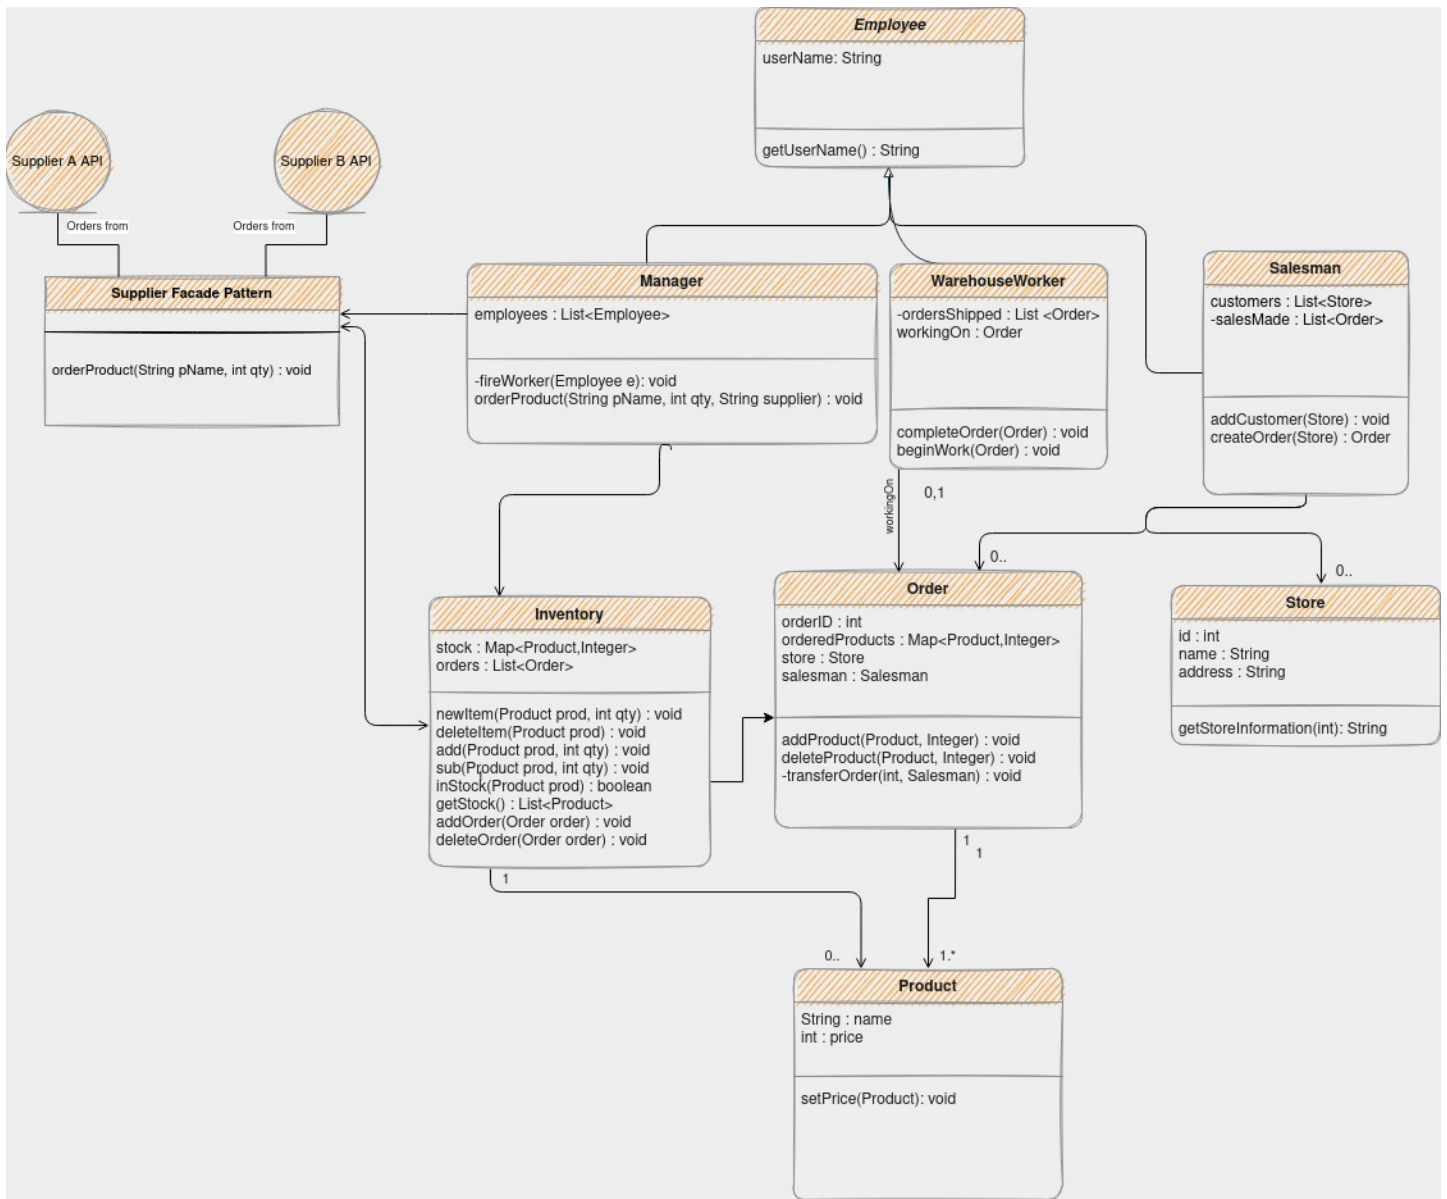 Employee
userName: String
getUserName() : String
Supplier A API
Supplier B API
Orders from
Orders from
Supplier Facade Pattern
orderProduct(String pName, int qty) : void
Manager
employees : List<Employee>
-fireWorker(Employee e): void
orderProduct(String pName, int qty, String supplier) : void
WarehouseWorker
-ordersShipped : List <Order>
workingOn : Order
completeOrder(Order) : void
beginWork(Order) : void
Salesman
customers : List<Store>
-salesMade : List<Order>
addCustomer(Store) : void
createOrder(Store) : Order
workingOn
0,1
0..
0..
Inventory
stock : Map<Product,Integer>
orders : List<Order>
newItem(Product prod, int qty) : void
deleteItem(Product prod) : void
add(Product prod, int qty) : void
sub(Product prod, int qty) : void
inStock(Product prod) : boolean
getStock() : List<Product>
addOrder(Order order) : void
deleteOrder(Order order) : void
Order
orderID : int
orderedProducts : Map<Product,Integer>
store : Store
salesman : Salesman
addProduct(Product, Integer) : void
deleteProduct(Product, Integer) : void
-transferOrder(int, Salesman) : void
Store
id : int
name : String
address : String
getStoreInformation(int): String
1
1
1
0..
1.*
Product
String : name
int : price
setPrice(Product): void